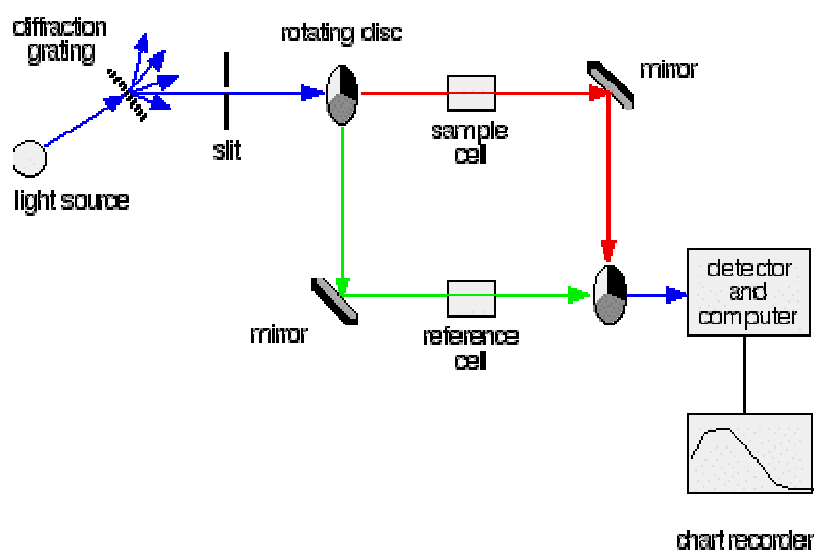 diffraction
grating
rotating disc
mirror
sample
cell
slit
light source
detector
and
computer
mirror
reference
cell
chart recorder